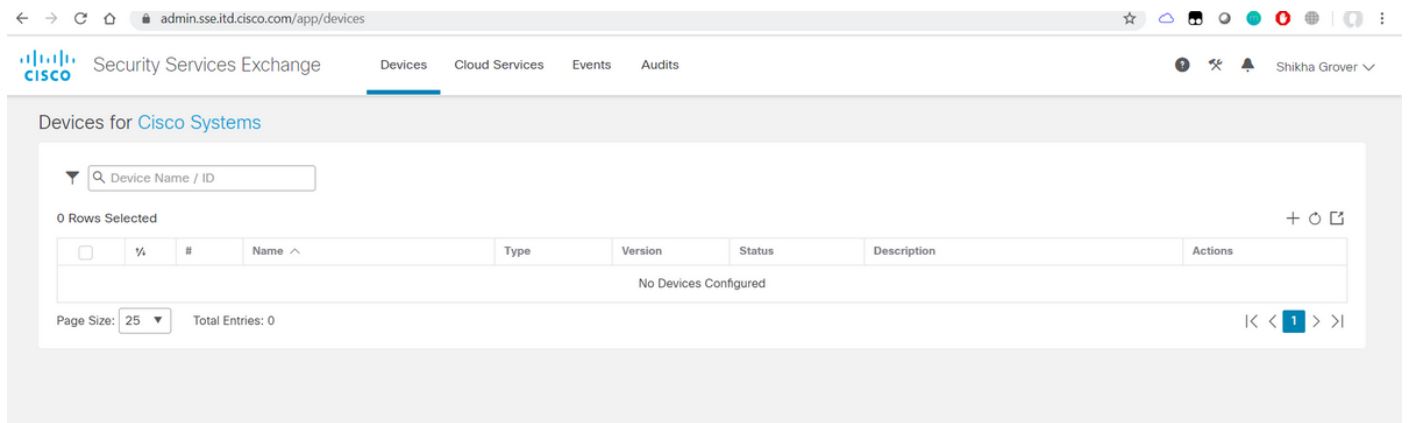 admin.sse.itd.cisco.com/app/devices
CISCO Security Services Exchange Devices Cloud Services Events Audits Shikha Grover
Devices for Cisco Systems
Device Name / ID
0 Rows Selected
# Name Type Version Status Description Actions
No Devices Configured
Page Size: 25 Total Entries: 0 1